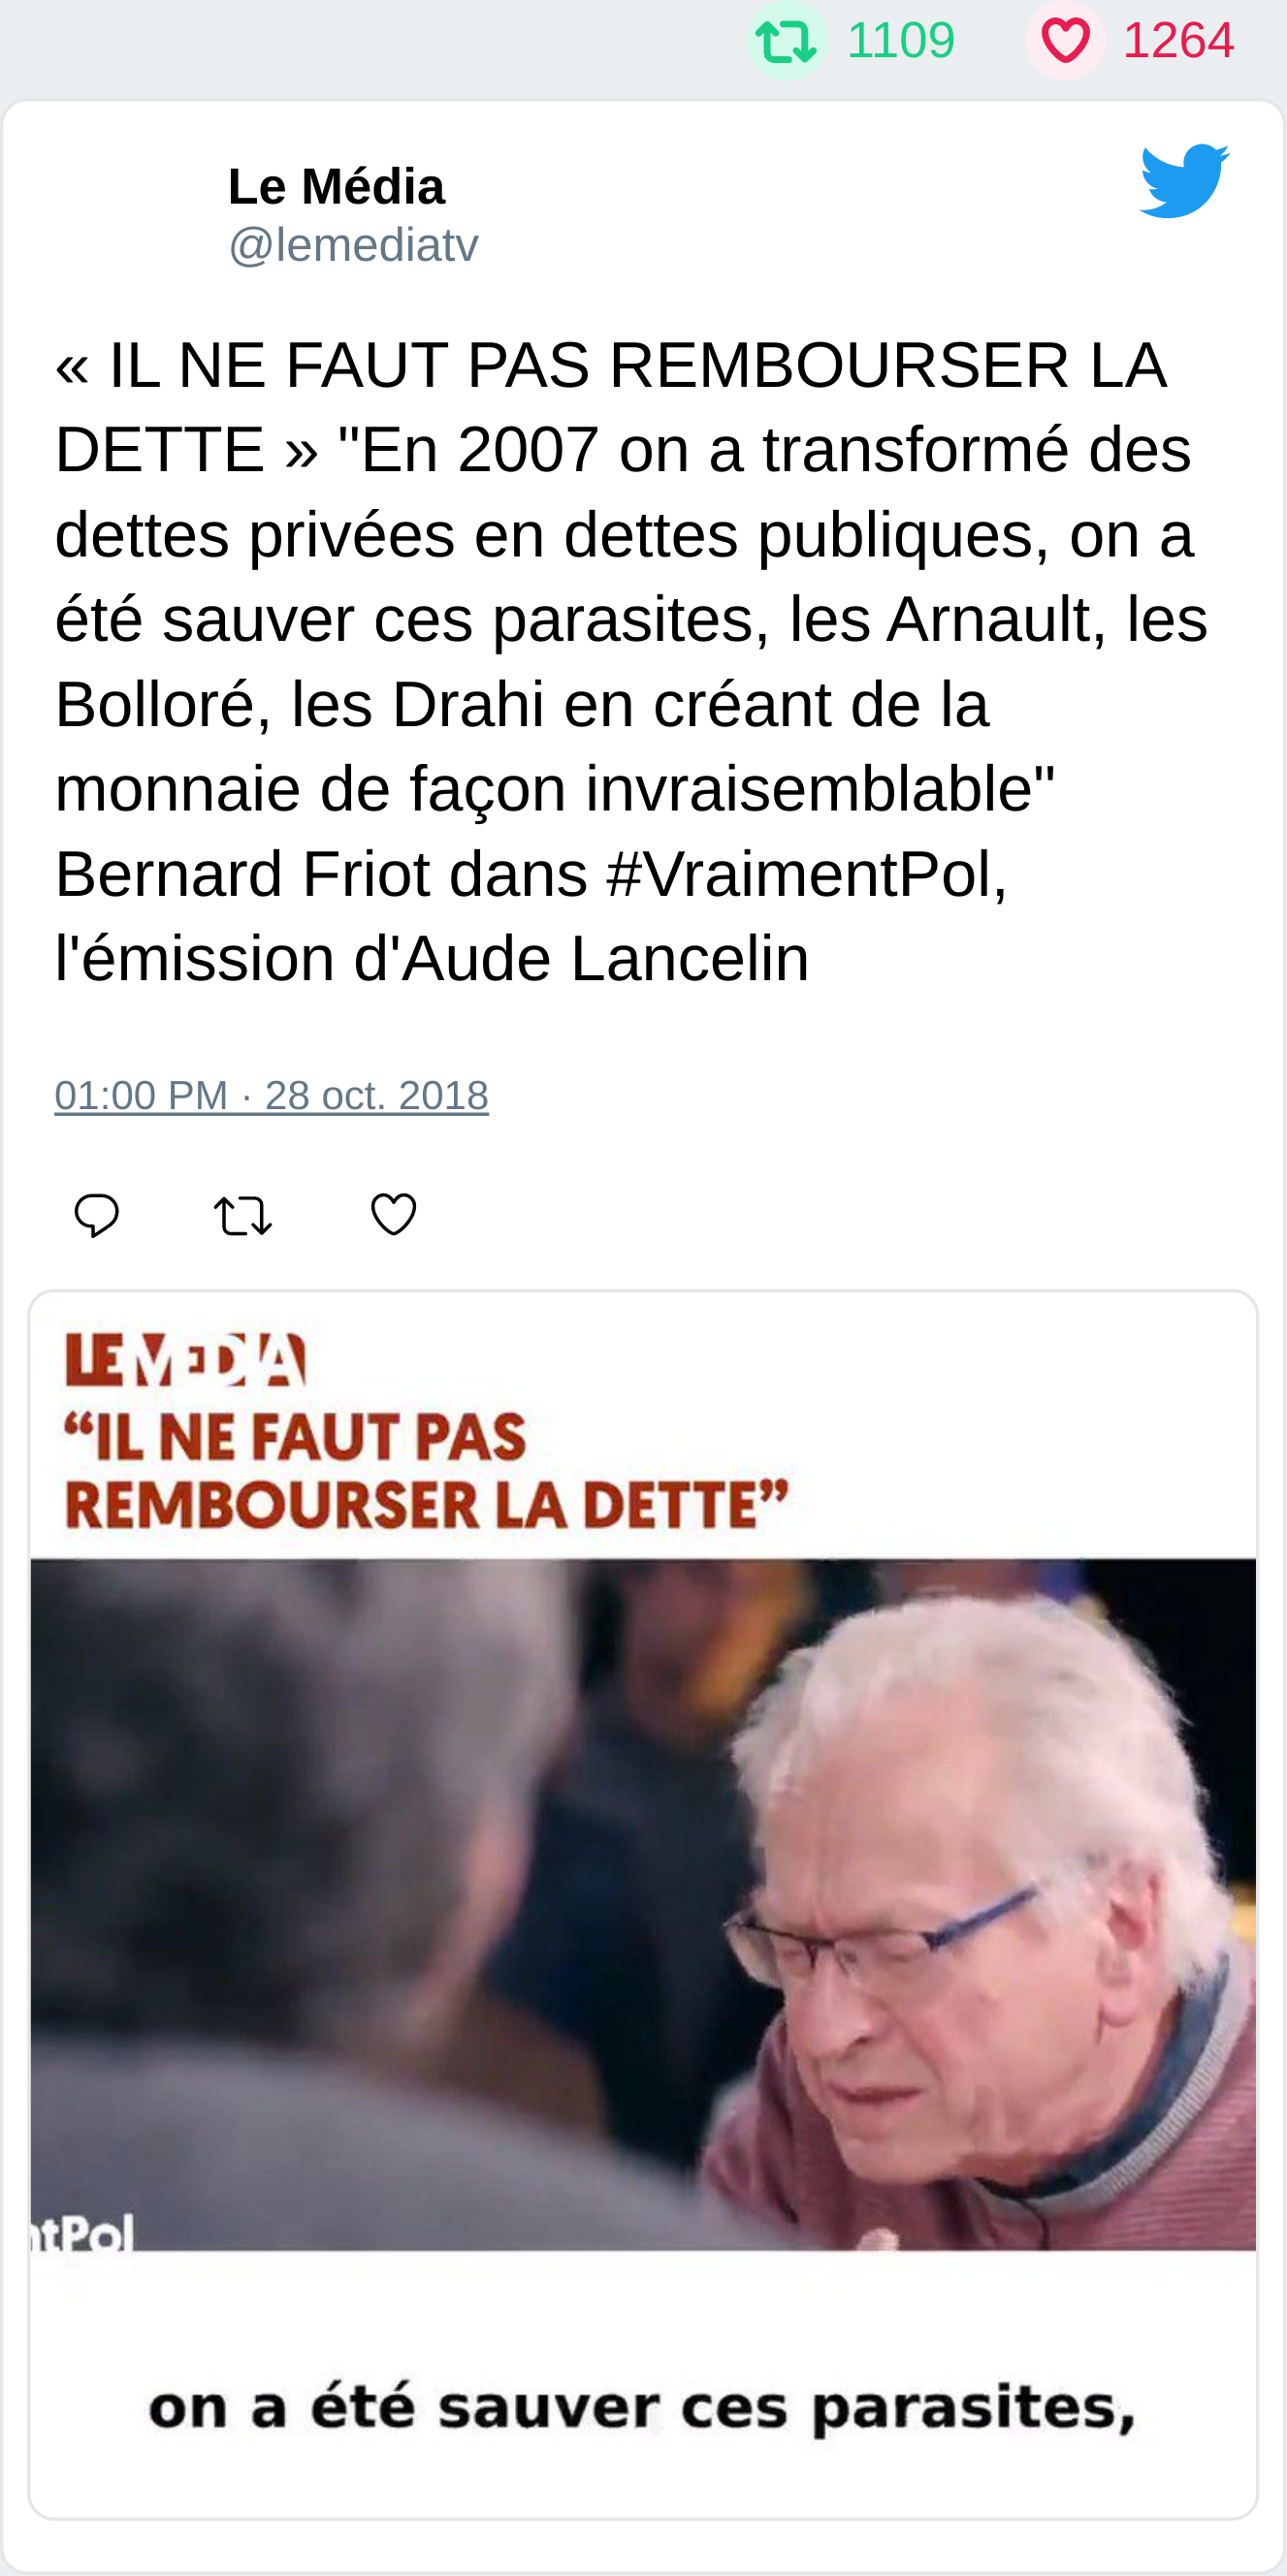 1109 1264
Le Média
@lemediatv
« IL NE FAUT PAS REMBOURSER LA
DETTE » "En 2007 on a transformé des
dettes privées en dettes publiques, on a
été sauver ces parasites, les Arnault, les
Bolloré, les Drahi en créant de la
monnaie de façon invraisemblable"
Bernard Friot dans #VraimentPol,
l'émission d'Aude Lancelin
01:00 PM · 28 oct. 2018
LE MEDIA
“IL NE FAUT PAS
REMBOURSER LA DETTE”
ntPol
on a été sauver ces parasites,